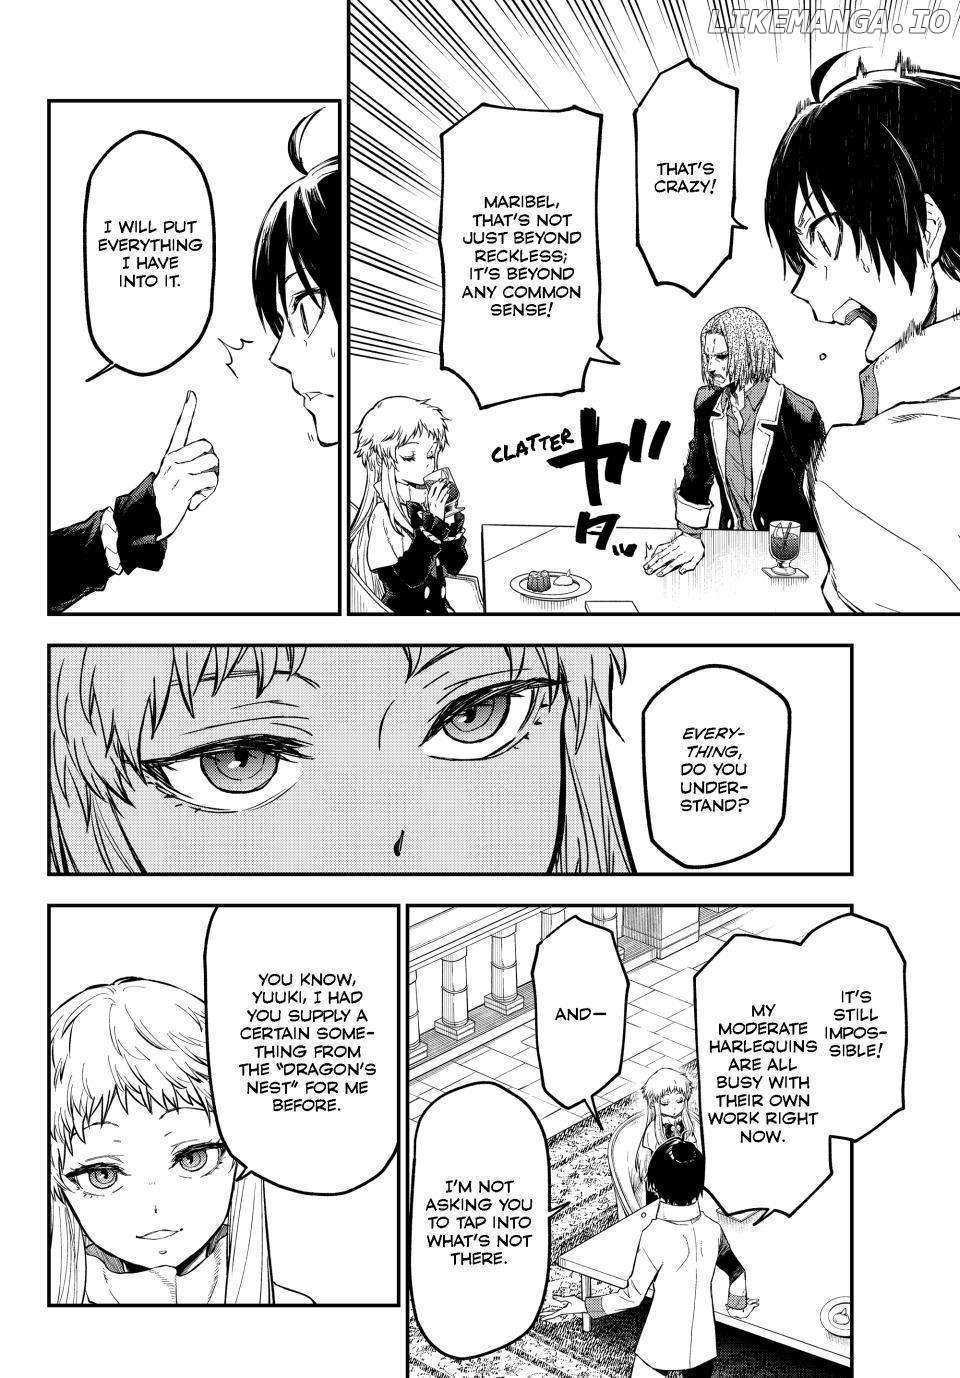 LIKEMANGA.IO
THAT'S
CRAZY!
MARIBEL,
THAT'S NOT
JUST BEYOND
RECKLESS;
IT'S BEYOND
ANY COMMON
SENSE!
CLATTER
ガタッ
I WILL PUT
EVERYTHING
I HAVE
INTO IT.
EVERY-
THING,
DO YOU
UNDER-
STAND?
IT'S
STILL
IMPOS-
SIBLE!
MY
MODERATE
HARLEQUINS
ARE ALL
BUSY WITH
THEIR OWN
WORK RIGHT
NOW.
AND—
I'M NOT
ASKING YOU
TO TAP INTO
WHAT'S NOT
THERE.
YOU KNOW,
YUUKI, I HAD
YOU SUPPLY A
CERTAIN SOME-
THING FROM
THE "DRAGON'S
NEST" FOR ME
BEFORE.